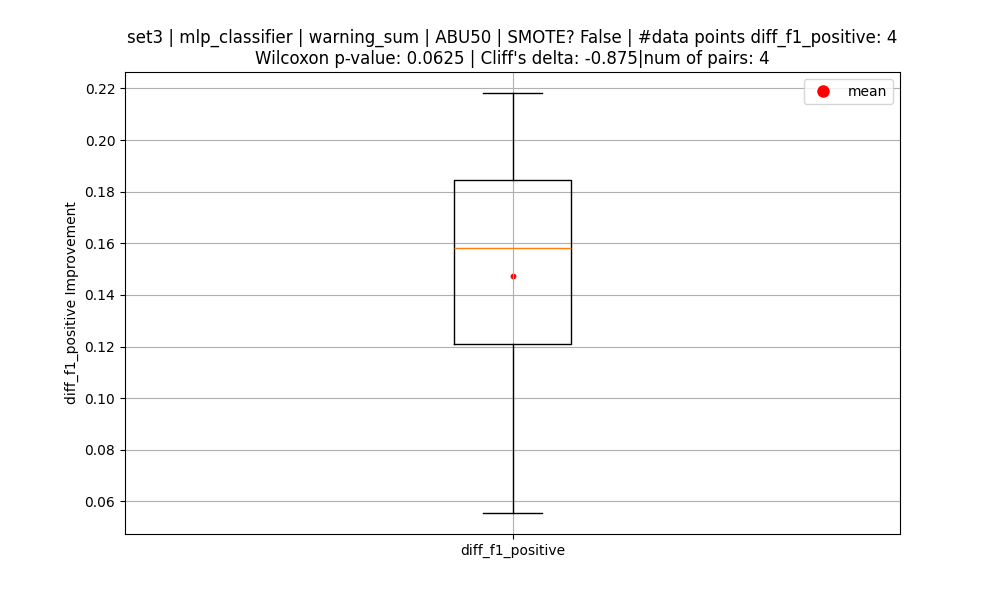 set3 | mlp_classifier | warning_sum | ABU50 | SMOTE? False | #data points diff_f1_positive: 4
Wilcoxon p-value: 0.0625 | Cliff's delta: -0.875|num of pairs: 4
mean
0.22
0.20
0.18
0.16
0.14
0.12
0.10
0.08
0.06
diff_f1_positive Improvement
diff_f1_positive